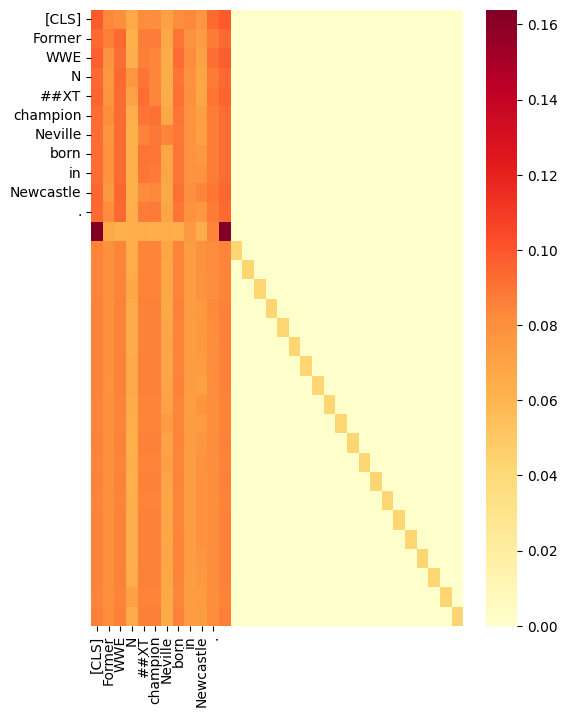 [CLS]
Former
WWE
N
##XT
champion
Neville
born
in
Newcastle
.
0.16
0.14
0.12
0.10
0.08
0.06
0.04
0.02
0.00
[CLS]
Former
WWE
N
##XT
champion
Neville
born
in
Newcastle
.